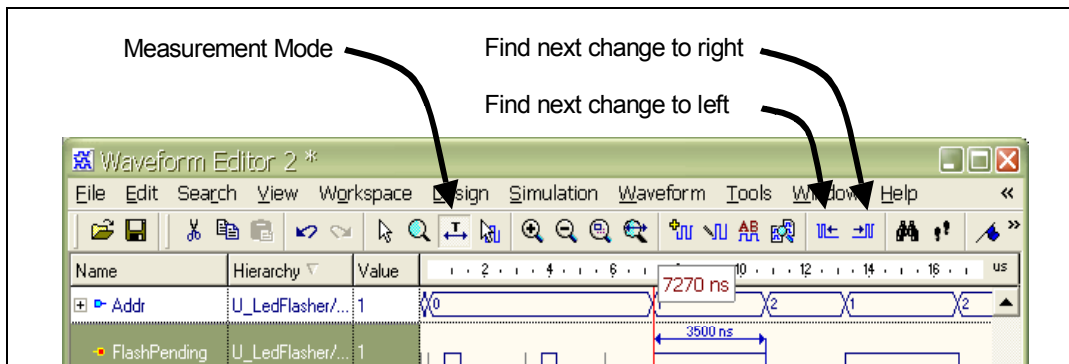 Measurement Mode
Find next change to right
Find next change to left
Waveform Editor 2 *
File Edit Search View Workspace Design Simulation Waveform Tools Window Help «
T AB »
Name Hierarchy Value 2 4 6 10 12 14 16 us
7270 ns
Addr U_LedFlasher/... 1 0 2 1 2
3500 ns
FlashPending U_LedFlasher/... 1